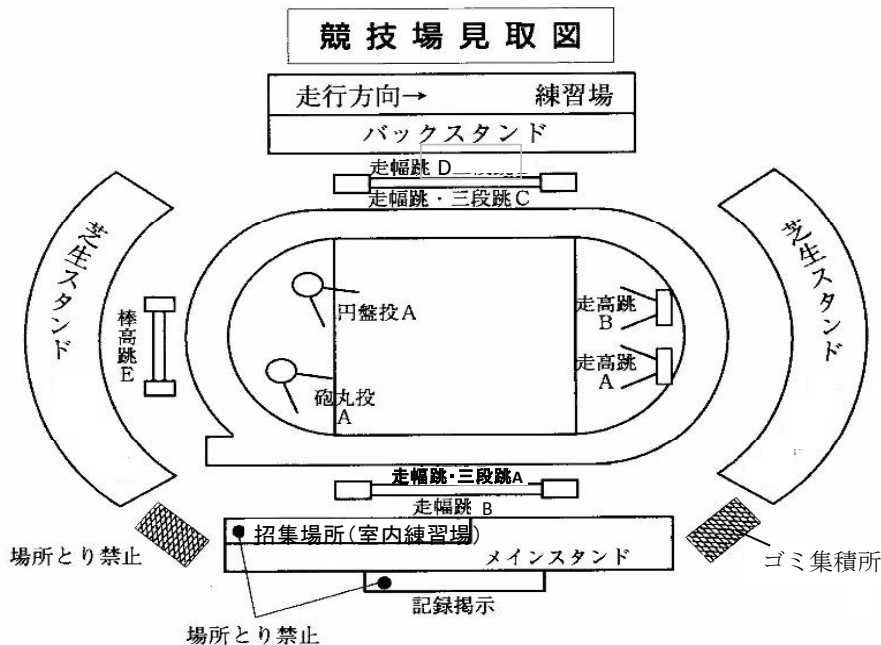 競技場見取図
走行方向→ 練習場
バックスタンド
走幅跳 D
走幅跳・三段跳C
芝生スタンド
芝生スタンド
棒高跳E
円盤投A
走高跳
B
砲丸投
A
走高跳
A
走幅跳・三段跳A
走幅跳 B
招集場所(室内練習場)
メインスタンド
場所とり禁止
ゴミ集積所
記録掲示
場所とり禁止